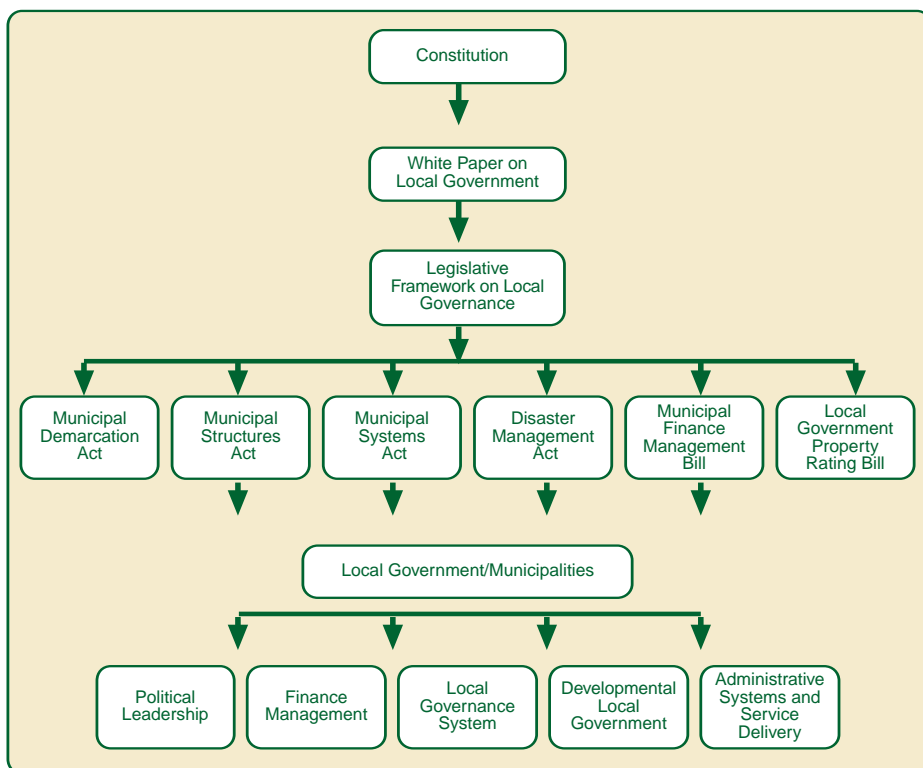 Constitution
White Paper on
Local Government
Legislative
Framework on Local
Governance
Municipal
Demarcation
Act
Municipal
Structures
Act
Municipal
Systems
Act
Disaster
Management
Act
Municipal
Finance
Management
Bill
Local
Government
Property
Rating Bill
Local Government/Municipalities
Political
Leadership
Finance
Management
Local
Governance
System
Developmental
Local
Government
Administrative
Systems and
Service
Delivery